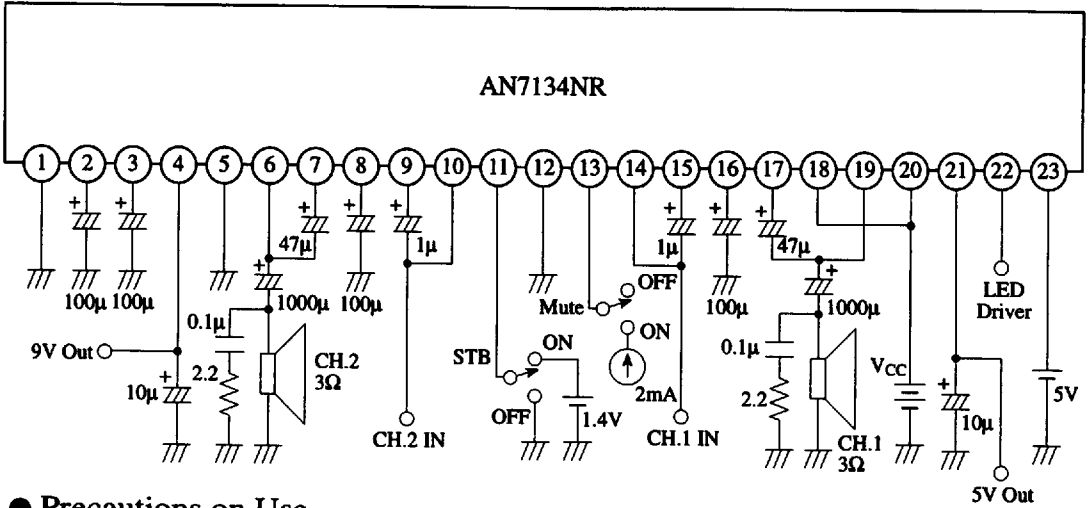 AN7134NR
1 2 3 4 5 6 7 8 9 10 11 12 13 14 15 16 17 18 19 20 21 22 23
+ + + + + + + +
47μ 1μ 1μ 47μ
100μ 100μ 1000μ 100μ 100μ 1000μ
OFF
Mute
ON
2mA
LED
Driver
0.1μ
2.2
CH.2
3Ω
9V Out
+
10μ
STB
ON
OFF
1.4V
CH.2 IN
CH.1 IN
0.1μ
2.2
CH.1
3Ω
VCC
+
10μ
5V
5V Out
● Precautions on Use